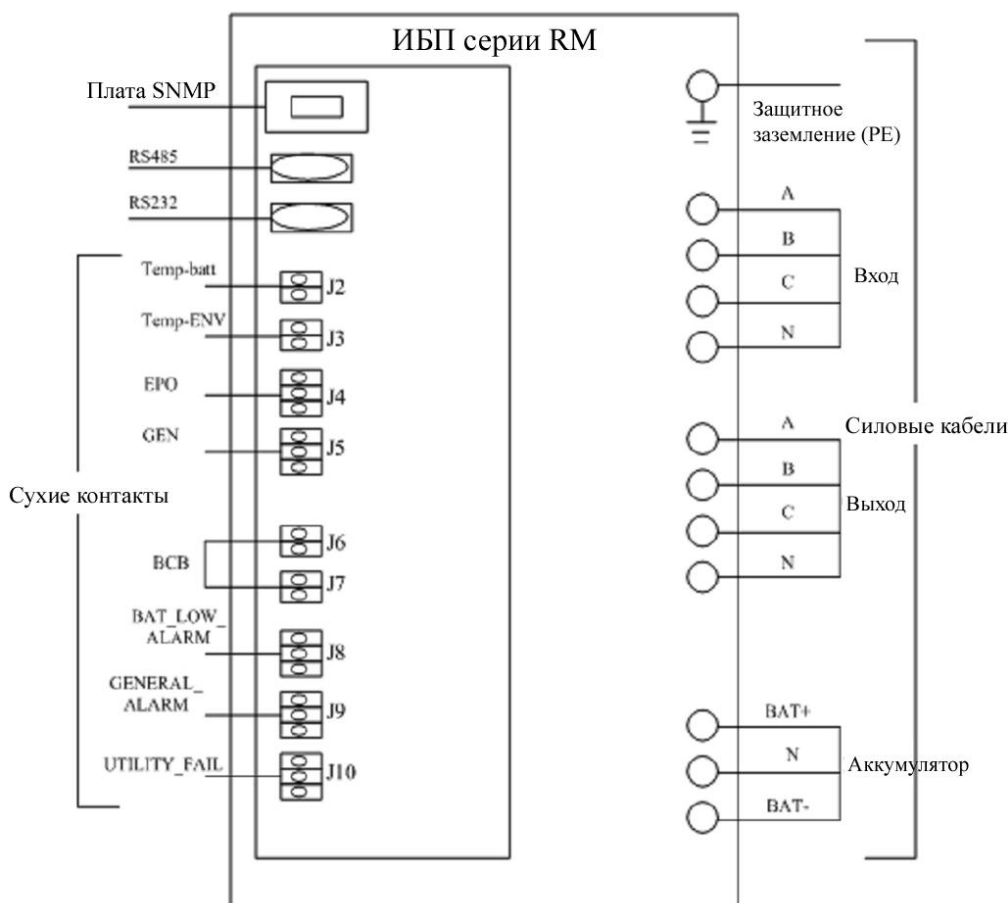 ИБП серии RM
Плата SNMP
RS485
RS232
Temp-batt
J2
Temp-ENV
J3
EPO
J4
GEN
J5
Сухие контакты
BCB
J6
J7
BAT_LOW_
ALARM
J8
GENERAL_
ALARM
J9
UTILITY_FAIL
J10
Защитное
заземление (PE)
A
B
C
N
Вход
A
B
C
N
Выход
Силовые кабели
BAT+
N
BAT-
Аккумулятор